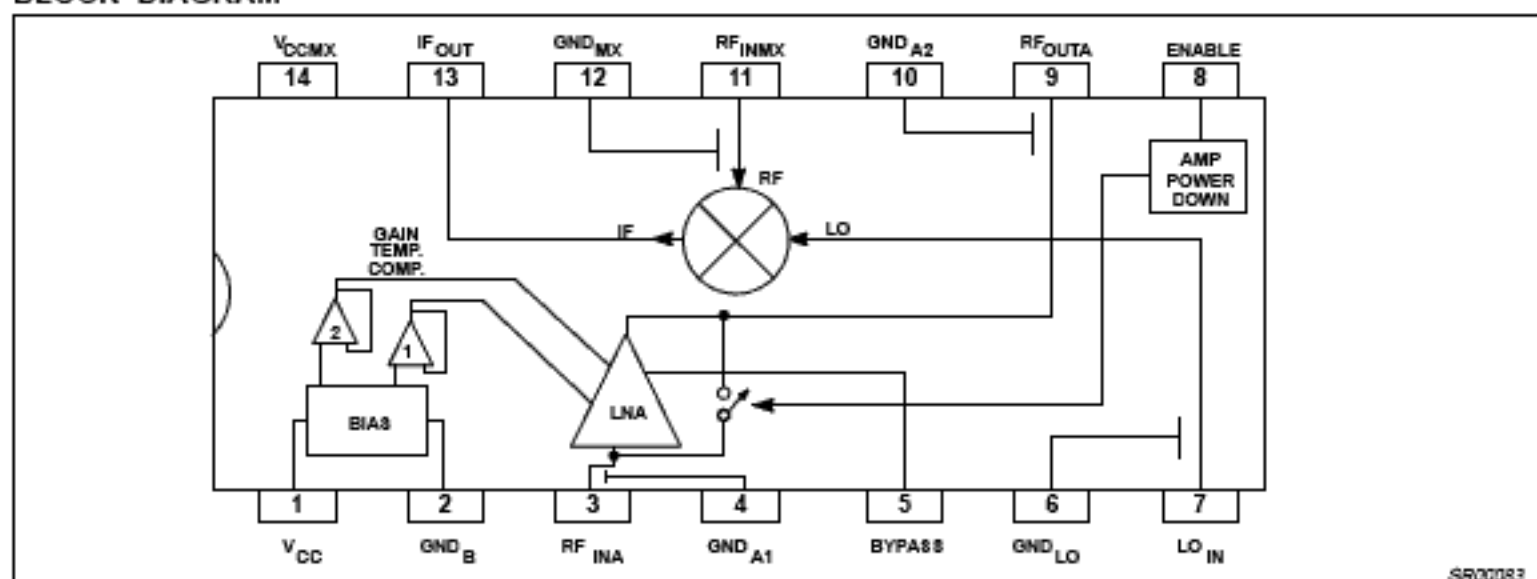 BLOCK DIAGRAM
VCCMX IFOUT GNDMX RFINMX GNDA2 RFOUTA ENABLE
14 13 12 11 10 9 8
AMP
POWER
DOWN
RF
IF
LO
GAIN
TEMP.
COMP.
2
1
BIAS
LNA
1 2 3 4 5 6 7
VCC GNDB RF INA GNDA1 BYPASS GNDLO LOIN
SR00083